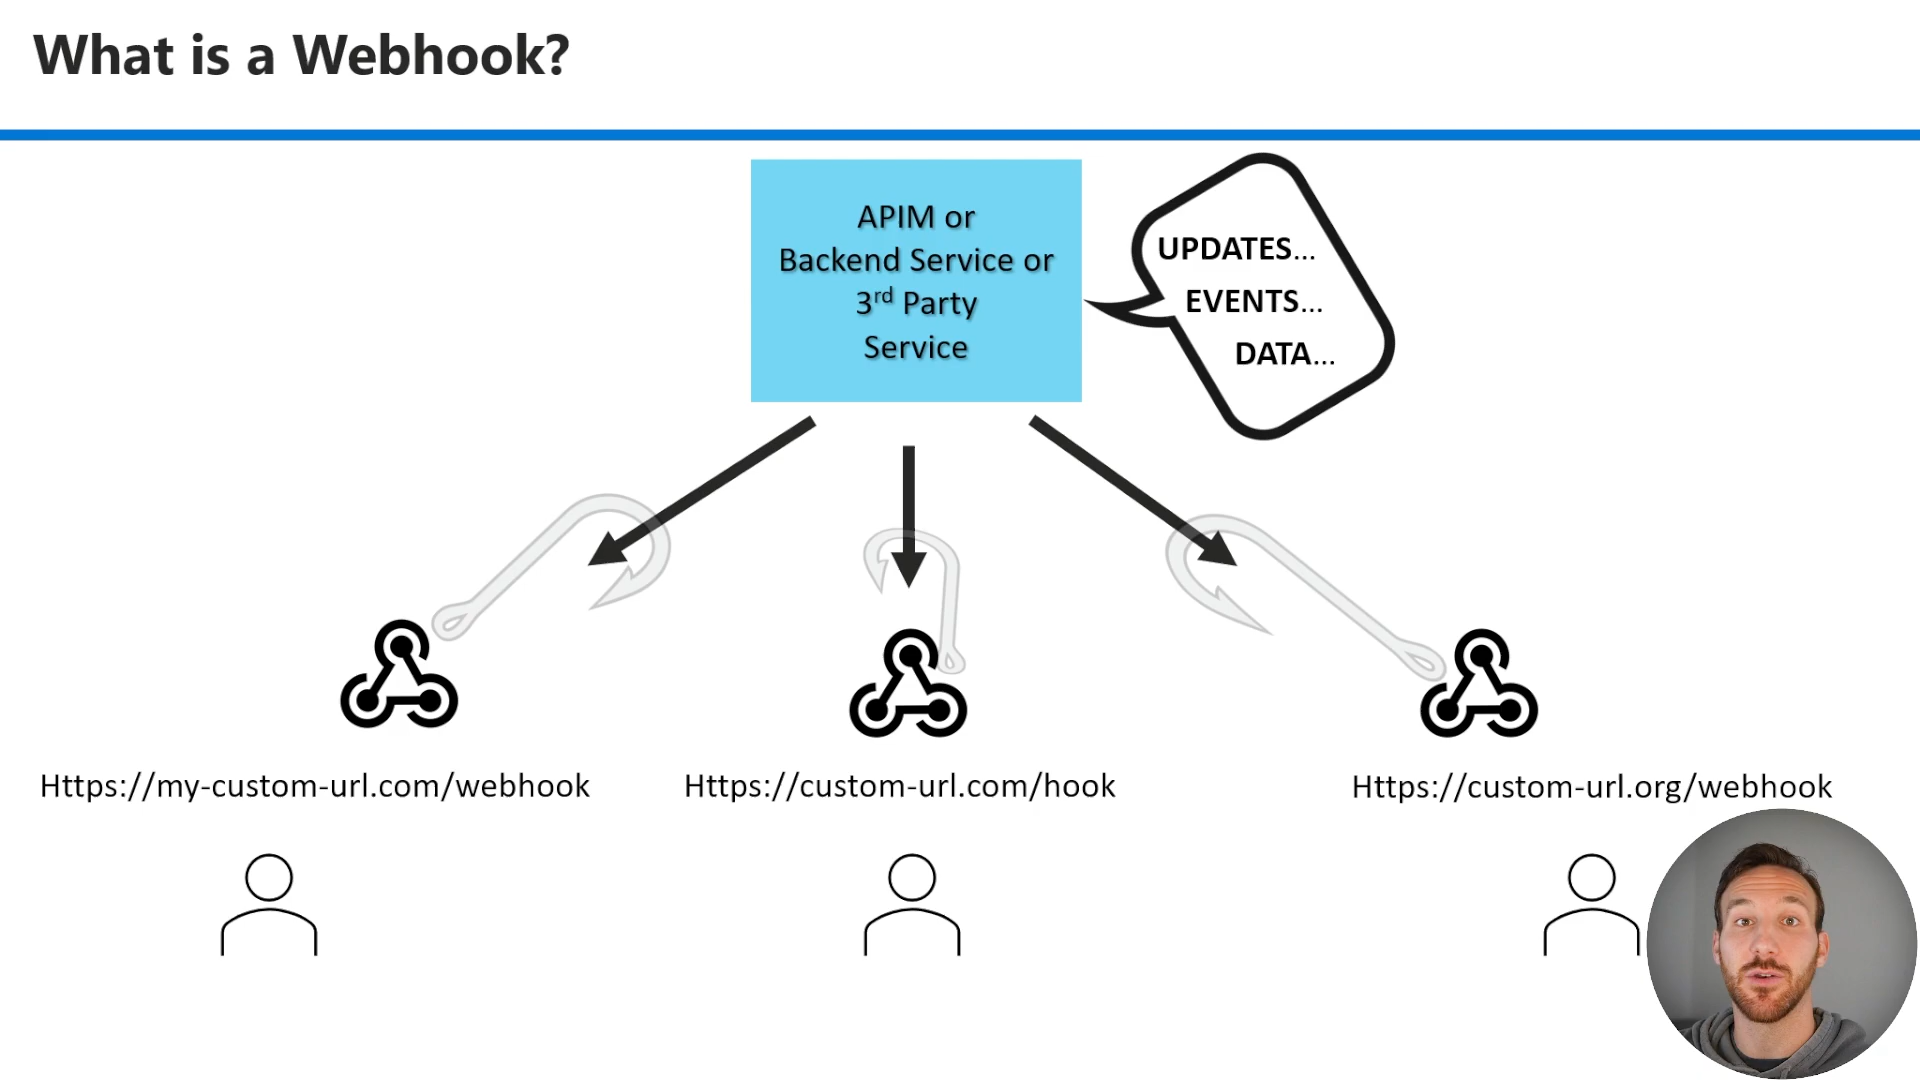 What is a Webhook?
APIM or
Backend Service or
3rd Party
Service
UPDATES...
EVENTS...
DATA...
Https://my-custom-url.com/webhook
Https://custom-url.com/hook
Https://custom-url.org/webhook